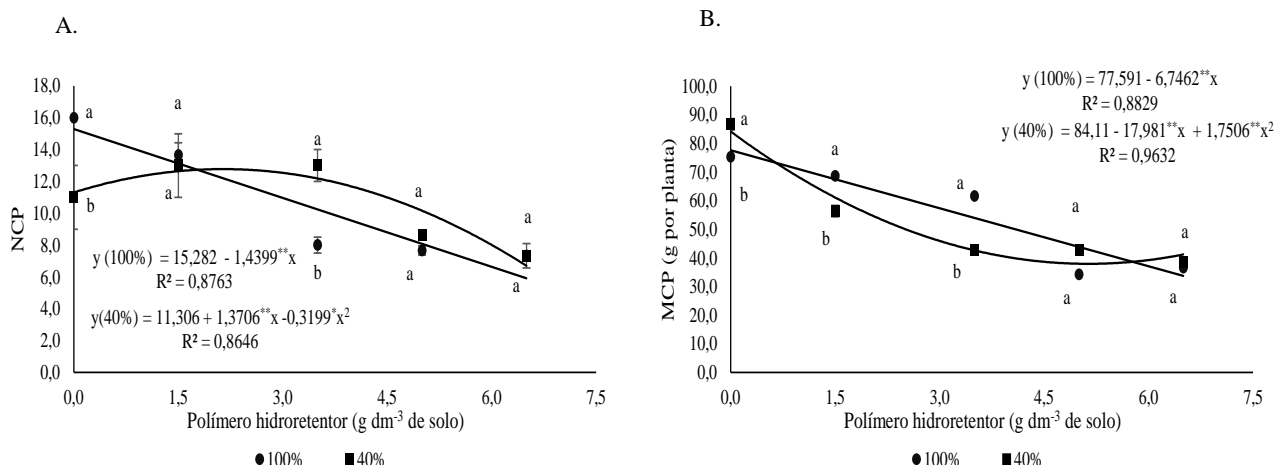 A.
NCP
18,0
16,0
14,0
12,0
10,0
8,0
6,0
4,0
2,0
0,0
a
a
a
a
a
b
a
b
a
a
y (100%) = 15,282 - 1,4399**x
R² = 0,8763
y(40%) = 11,306 + 1,3706**x -0,3199*x²
R² = 0,8646
0,0 1,5 3,0 4,5 6,0 7,5
Polímero hidroretentor (g dm⁻³ de solo)
100% 40%
B.
MCP (g por planta)
100,0
90,0
80,0
70,0
60,0
50,0
40,0
30,0
20,0
10,0
0,0
y (100%) = 77,591 - 6,7462**x
R² = 0,8829
y (40%) = 84,11 - 17,981**x + 1,7506**x²
R² = 0,9632
a
a
a
a
a
b
b
b
a
a
0,0 1,5 3,0 4,5 6,0 7,5
Polímero hidroretentor (g dm⁻³ de solo)
100% 40%